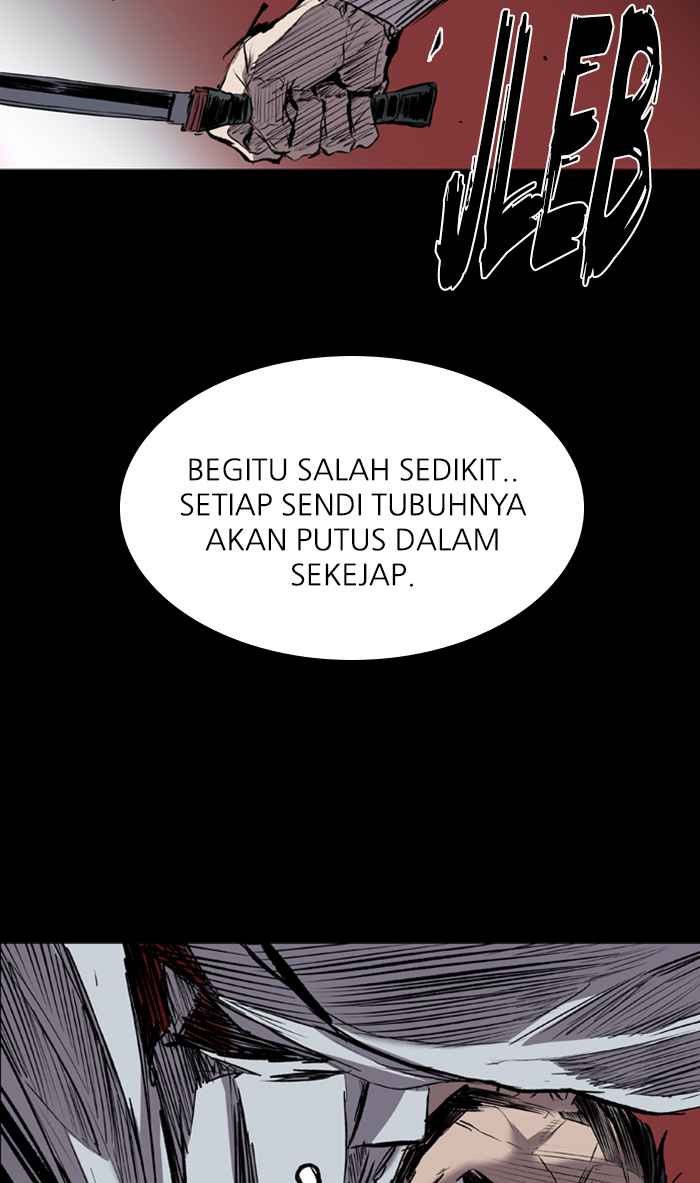 JLEB
BEGITU SALAH SEDIKIT..
SETIAP SENDI TUBUHNYA
AKAN PUTUS DALAM
SEKEJAP.